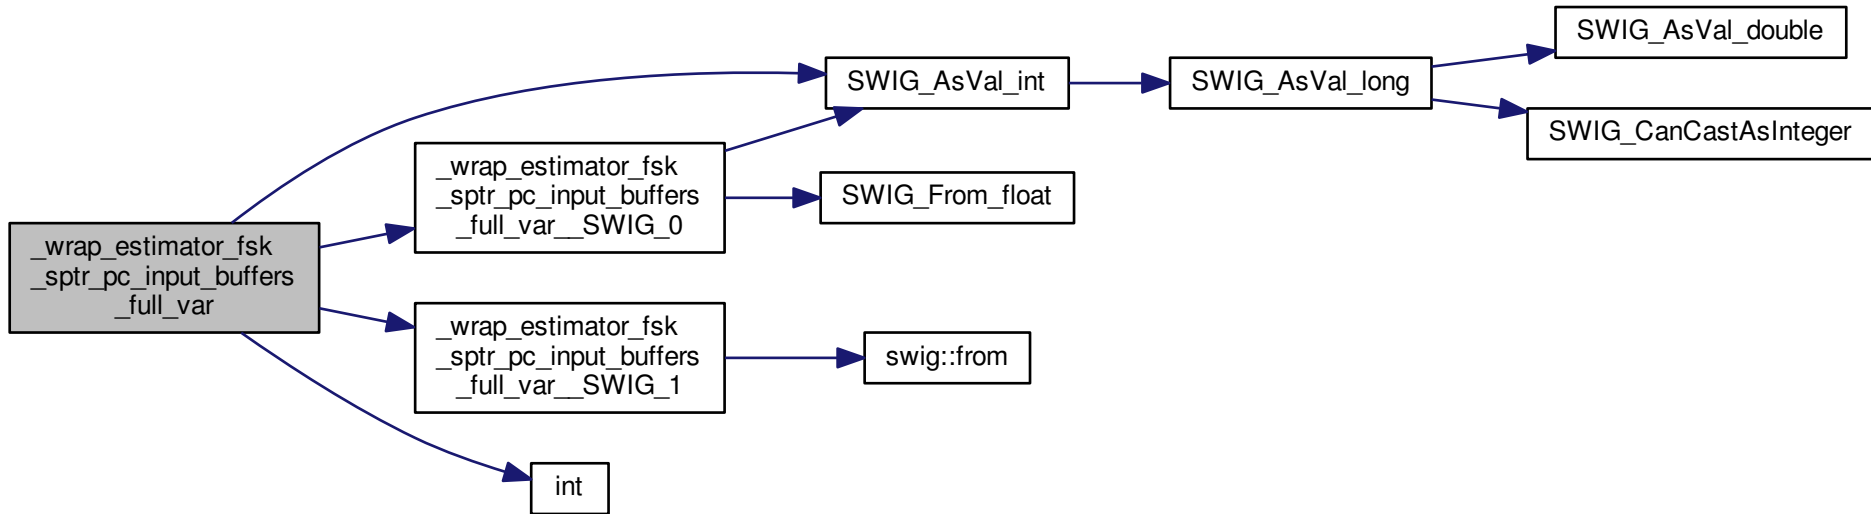 _wrap_estimator_fsk
_sptr_pc_input_buffers
_full_var
_wrap_estimator_fsk
_sptr_pc_input_buffers
_full_var__SWIG_0
_wrap_estimator_fsk
_sptr_pc_input_buffers
_full_var__SWIG_1
int
SWIG_AsVal_int
SWIG_From_float
swig::from
SWIG_AsVal_long
SWIG_AsVal_double
SWIG_CanCastAsInteger